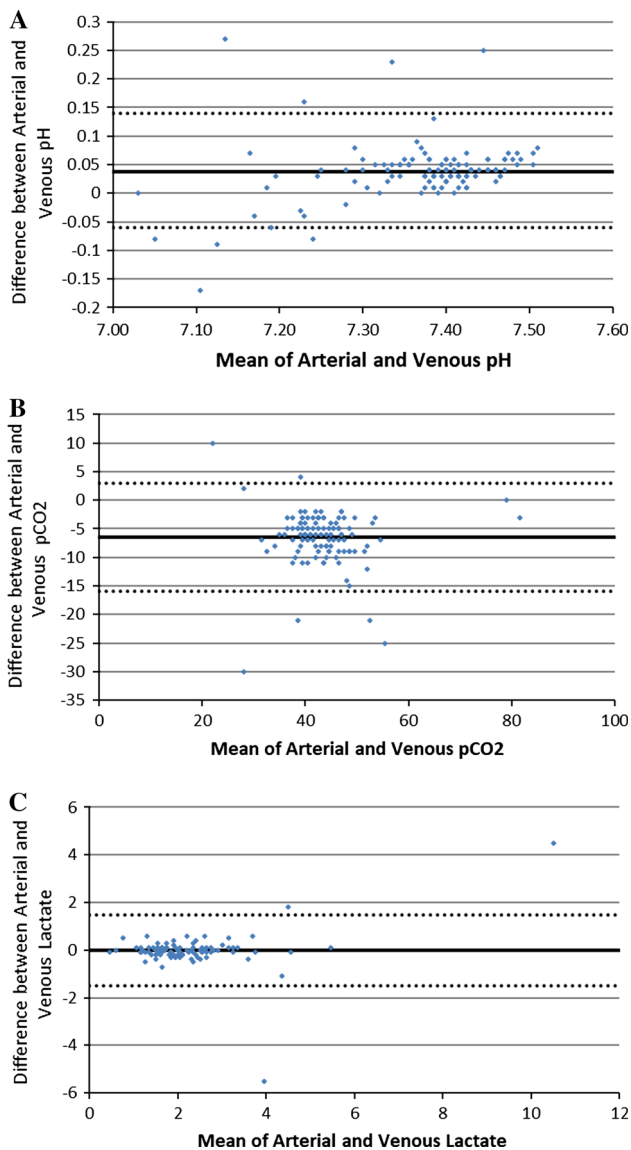 A
Difference between Arterial and
Venous pH
0.3
0.25
0.2
0.15
0.1
0.05
0
-0.05
-0.1
-0.15
-0.2
7.00 7.10 7.20 7.30 7.40 7.50 7.60
Mean of Arterial and Venous pH
B
Difference between Arterial and
Venous pCO2
15
10
5
0
-5
-10
-15
-20
-25
-30
-35
0 20 40 60 80 100
Mean of Arterial and Venous pCO2
C
Difference between Arterial and
Venous Lactate
6
4
2
0
-2
-4
-6
0 2 4 6 8 10 12
Mean of Arterial and Venous Lactate